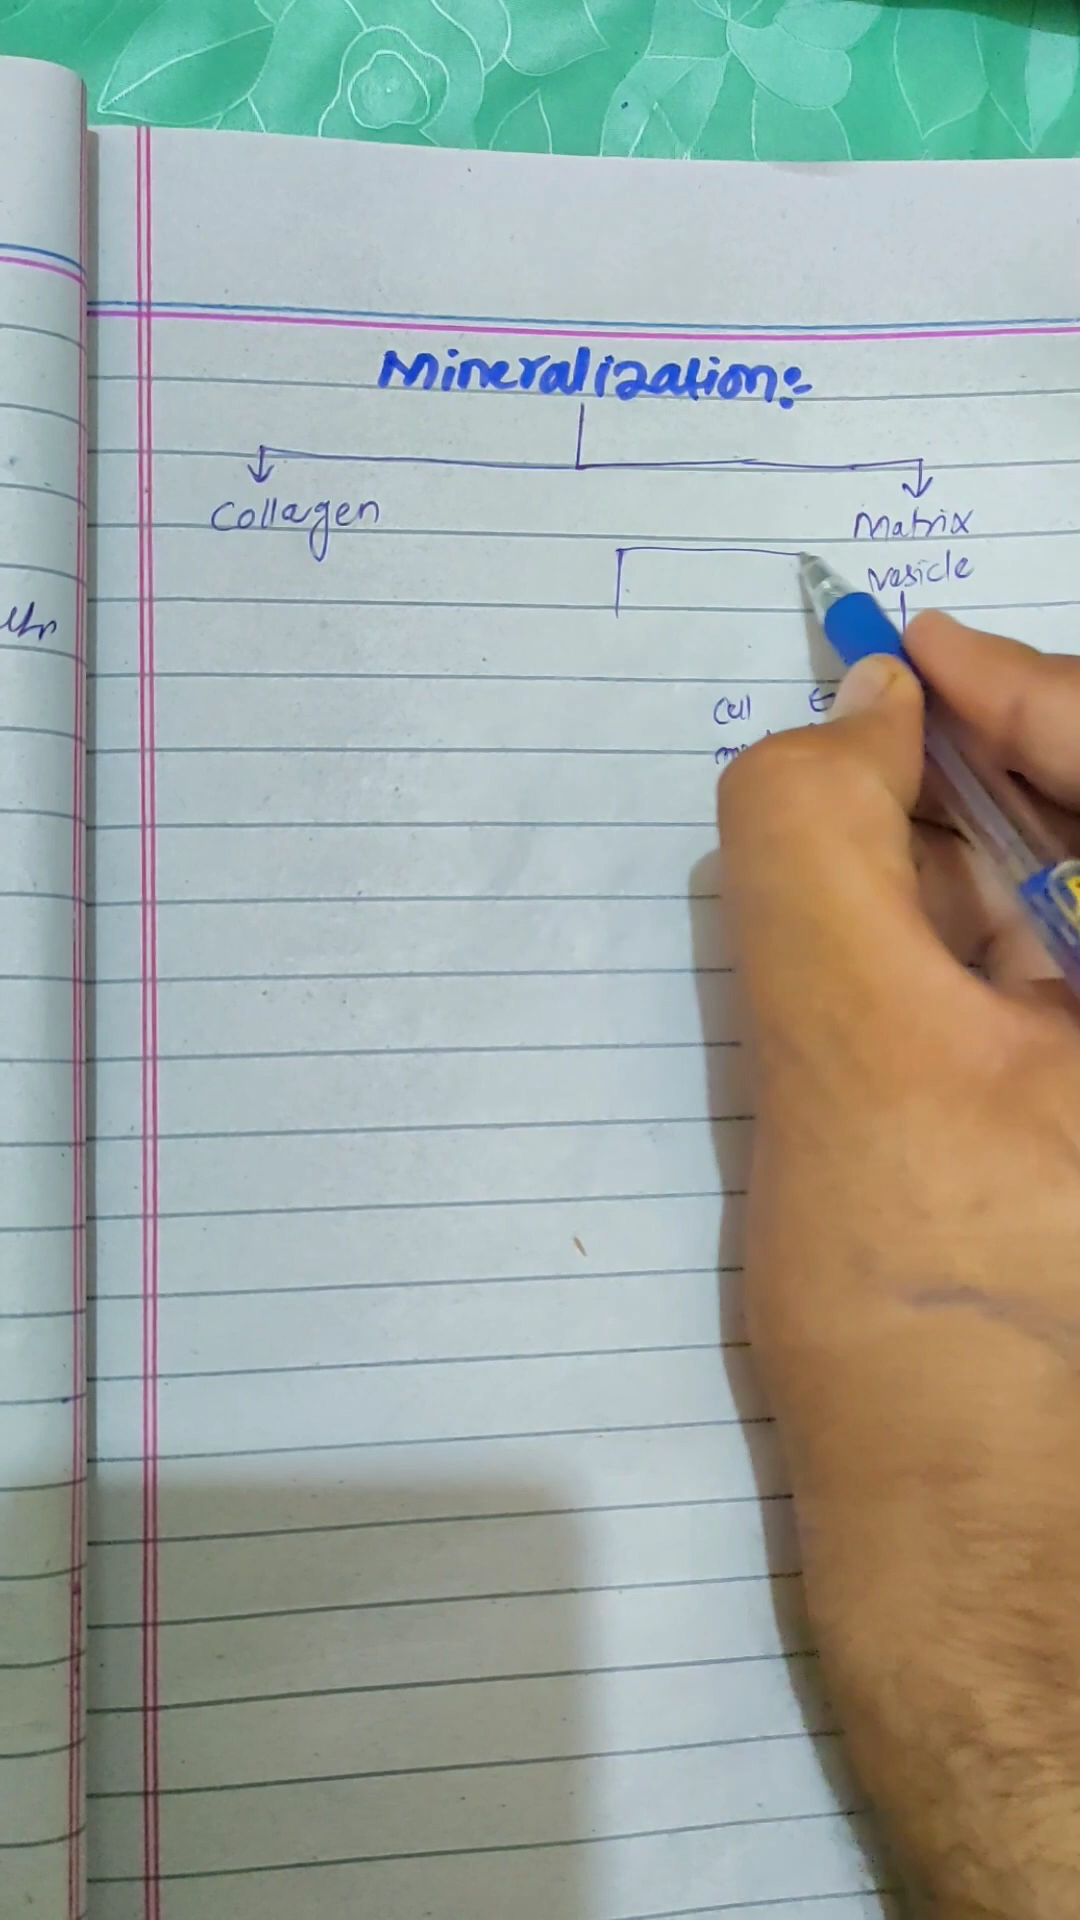 Mineralization:-
Collagen
Matrix
vesicle
Cell